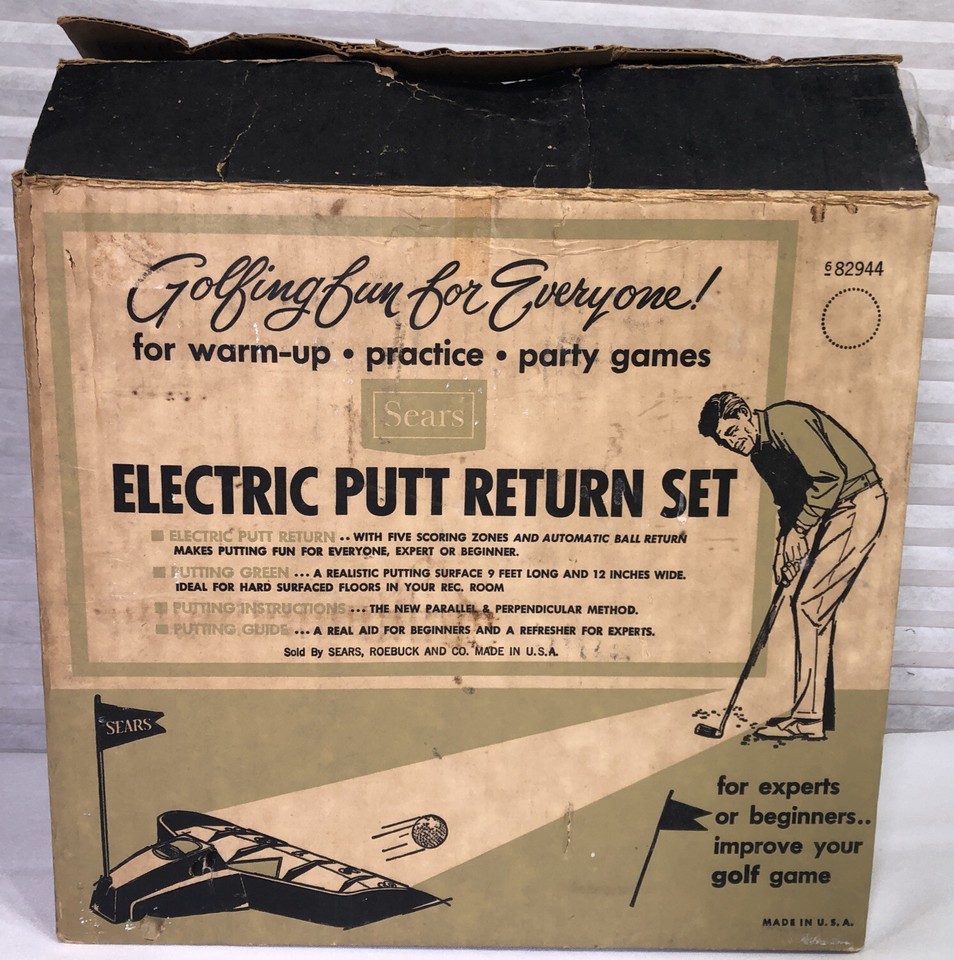 Golfing fun for Everyone!
682944
for warm-up • practice • party games
Sears
ELECTRIC PUTT RETURN SET
■ ELECTRIC PUTT RETURN .. WITH FIVE SCORING ZONES AND AUTOMATIC BALL RETURN
MAKES PUTTING FUN FOR EVERYONE, EXPERT OR BEGINNER.
■ PUTTING GREEN ... A REALISTIC PUTTING SURFACE 9 FEET LONG AND 12 INCHES WIDE.
IDEAL FOR HARD SURFACED FLOORS IN YOUR REC. ROOM
■ PUTTING INSTRUCTIONS ... THE NEW PARALLEL & PERPENDICULAR METHOD.
■ PUTTING GUIDE ... A REAL AID FOR BEGINNERS AND A REFRESHER FOR EXPERTS.
Sold By SEARS, ROEBUCK AND CO. MADE IN U.S.A.
SEARS
for experts
or beginners..
improve your
golf game
MADE IN U.S.A.